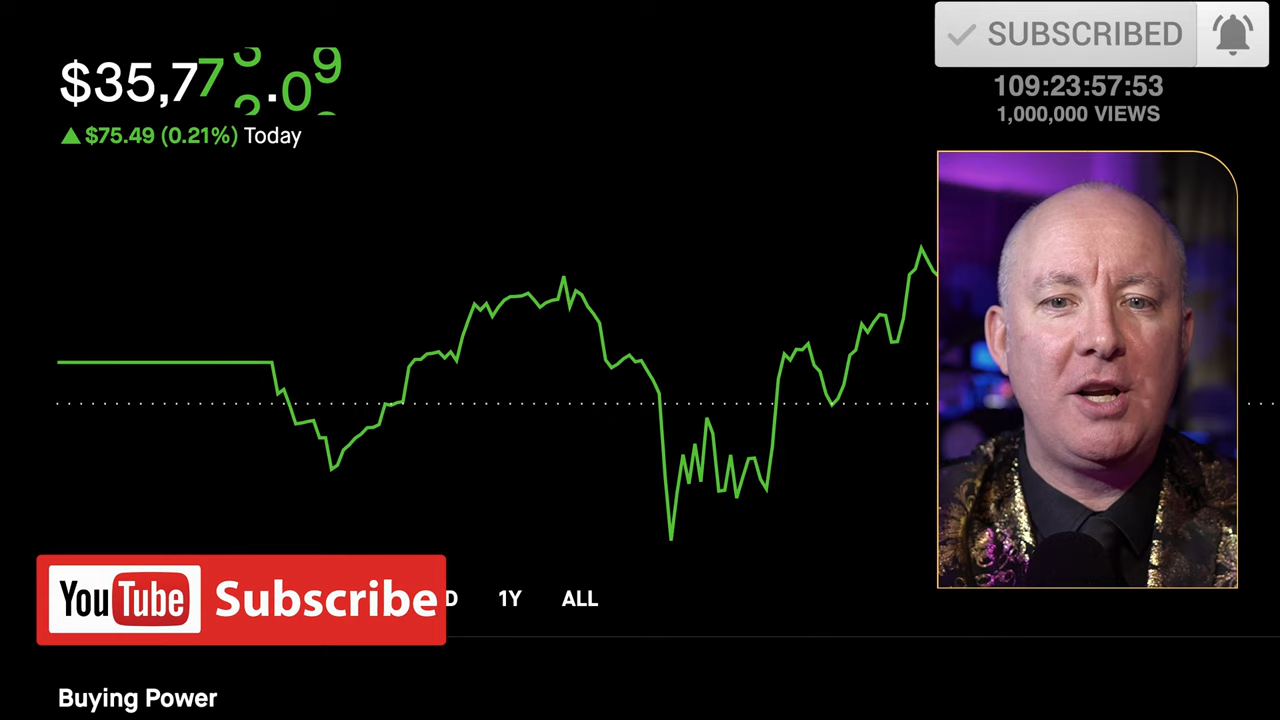 SUBSCRIBED
109:23:57:53
1,000,000 VIEWS
$75.49 (0.21%) Today
YouTube Subscribe
1Y ALL
Buying Power